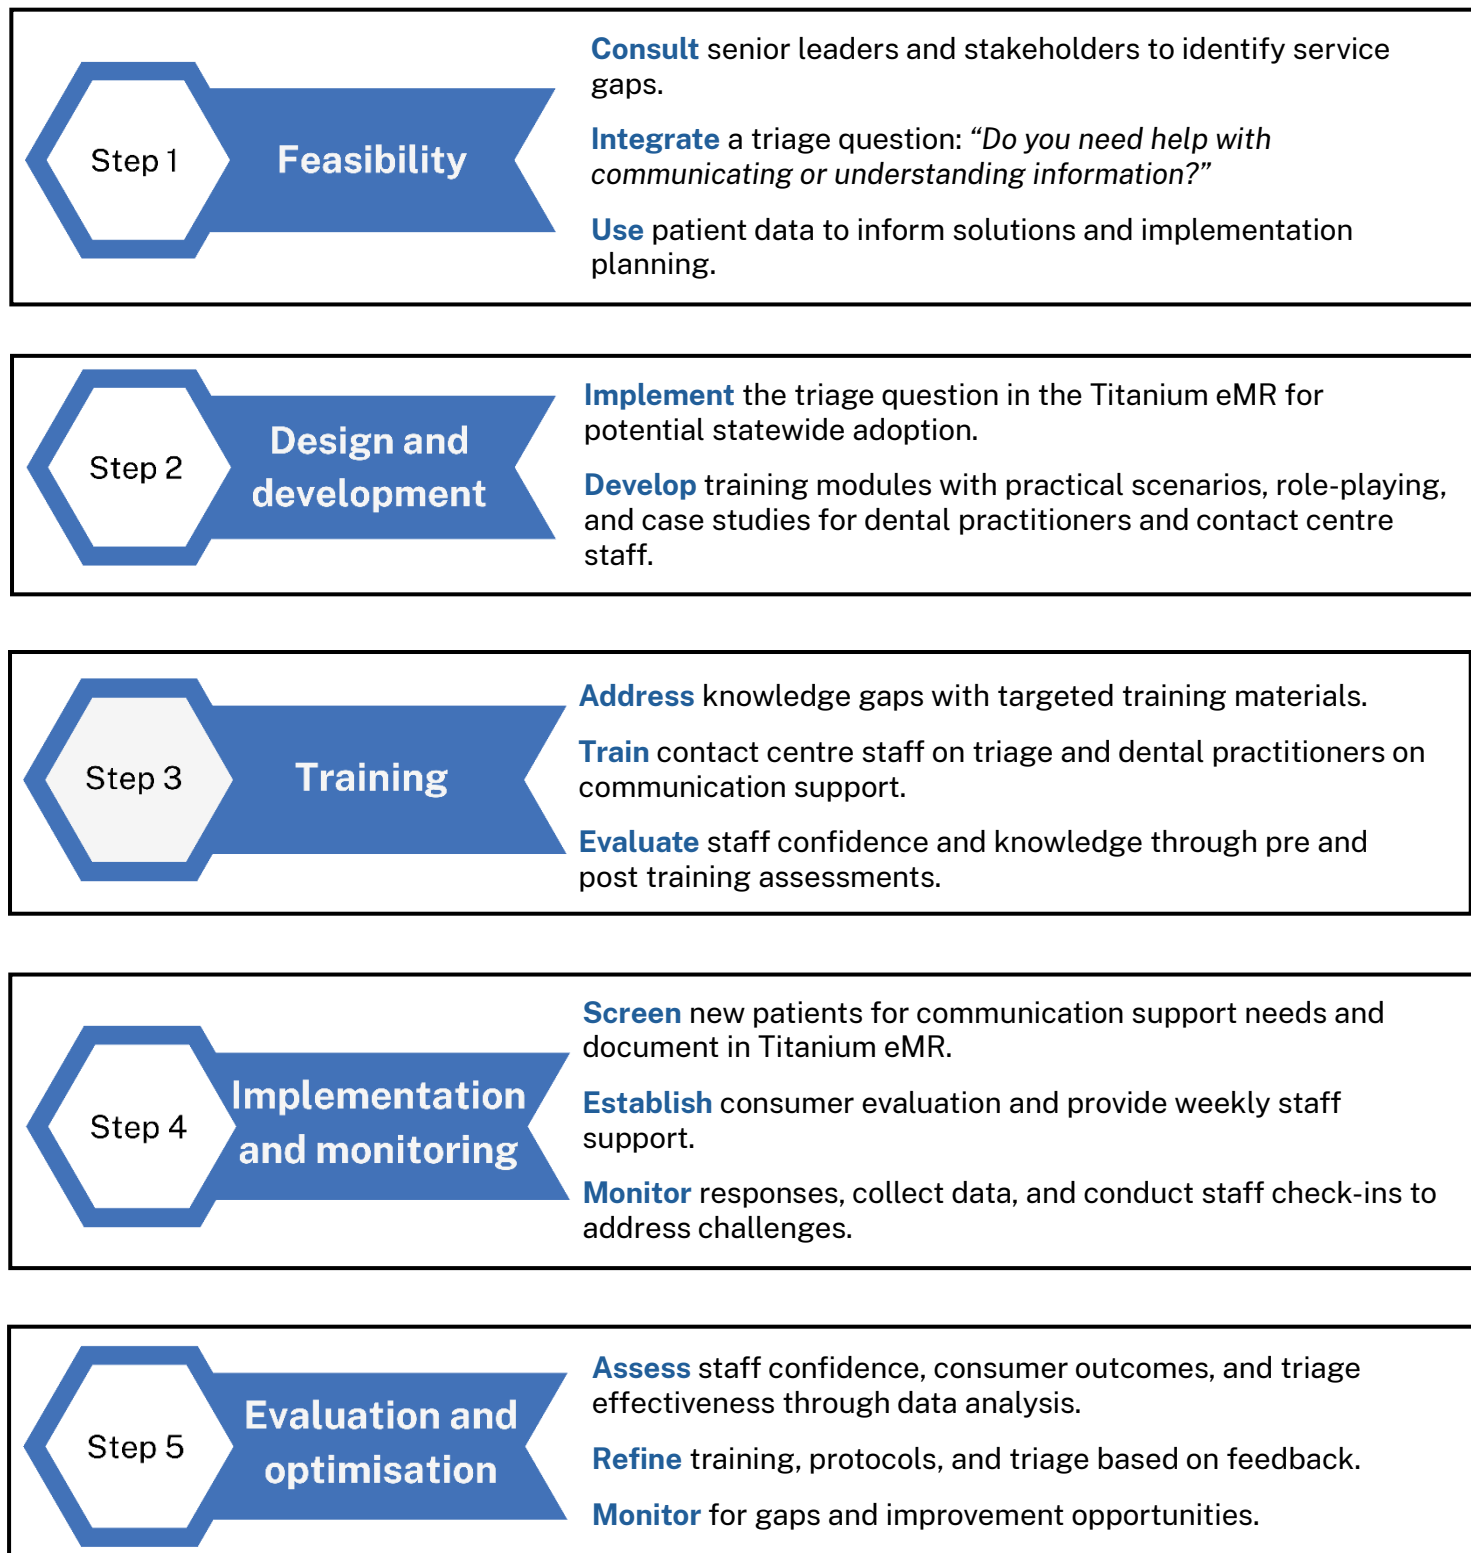 Step 1
Feasibility
Consult senior leaders and stakeholders to identify service
gaps.
Integrate a triage question: “Do you need help with
communicating or understanding information?”
Use patient data to inform solutions and implementation
planning.
Step 2
Design and
development
Implement the triage question in the Titanium eMR for
potential statewide adoption.
Develop training modules with practical scenarios, role-playing,
and case studies for dental practitioners and contact centre
staff.
Step 3
Training
Address knowledge gaps with targeted training materials.
Train contact centre staff on triage and dental practitioners on
communication support.
Evaluate staff confidence and knowledge through pre and
post training assessments.
Step 4
Implementation
and monitoring
Screen new patients for communication support needs and
document in Titanium eMR.
Establish consumer evaluation and provide weekly staff
support.
Monitor responses, collect data, and conduct staff check-ins to
address challenges.
Step 5
Evaluation and
optimisation
Assess staff confidence, consumer outcomes, and triage
effectiveness through data analysis.
Refine training, protocols, and triage based on feedback.
Monitor for gaps and improvement opportunities.